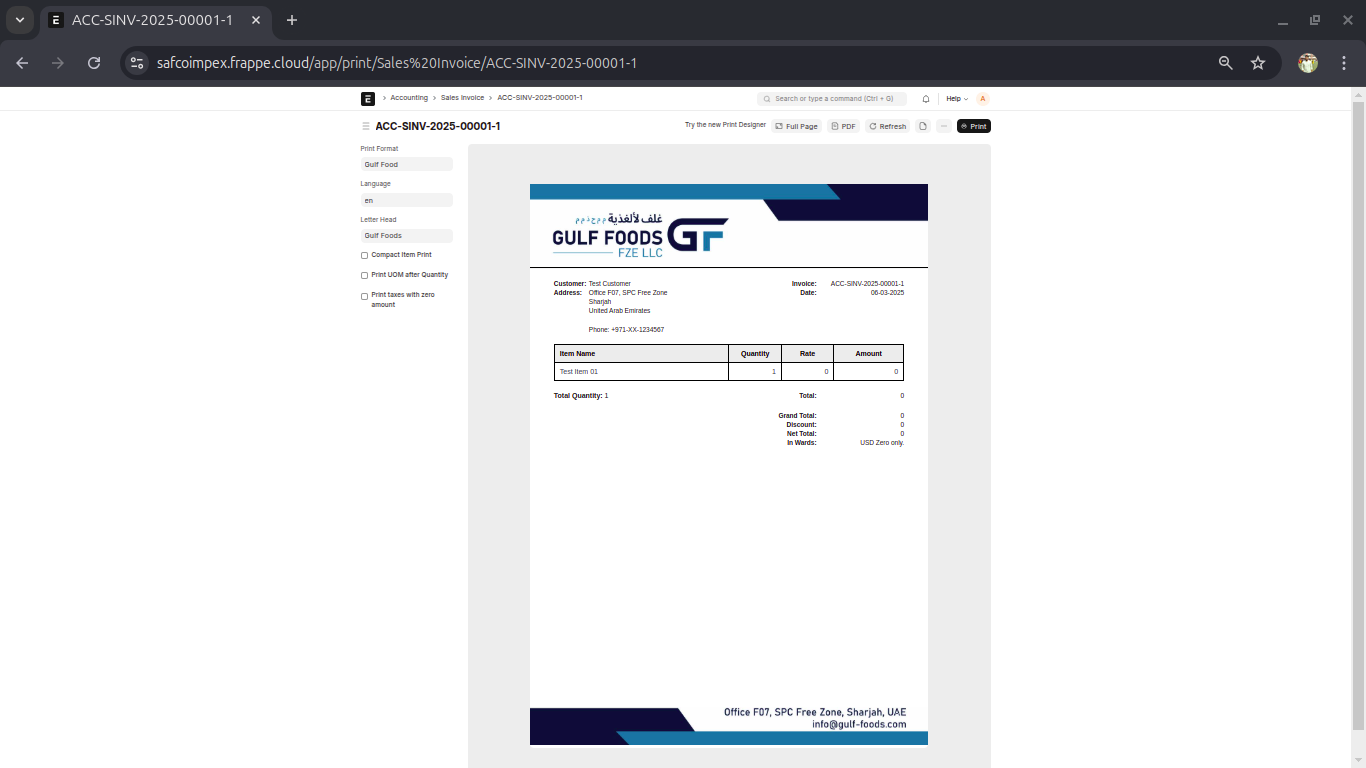 ACC-SINV-2025-00001-1
safcoimpex.frappe.cloud/app/print/Sales%20Invoice/ACC-SINV-2025-00001-1
E > Accounting > Sales Invoice > ACC-SINV-2025-00001-1 Search or type a command (Ctrl + G) Help A
ACC-SINV-2025-00001-1 Try the new Print Designer Full Page PDF Refresh ... Print
Print Format
Gulf Food
Language
en
Letter Head
Gulf Foods
Compact Item Print
Print UOM after Quantity
Print taxes with zero
amount
غلف لألغذية م م ح ذ م م
GULF FOODS GF
FZE LLC
Customer: Test Customer Invoice: ACC-SINV-2025-00001-1
Address: Office F07, SPC Free Zone Date: 06-03-2025
Sharjah
United Arab Emirates
Phone: +971-XX-1234567
Item Name Quantity Rate Amount
Test Item 01 1 0 0
Total Quantity: 1 Total: 0
Grand Total: 0
Discount: 0
Net Total: 0
In Wards: USD Zero only.
Office F07, SPC Free Zone, Sharjah, UAE
info@gulf-foods.com